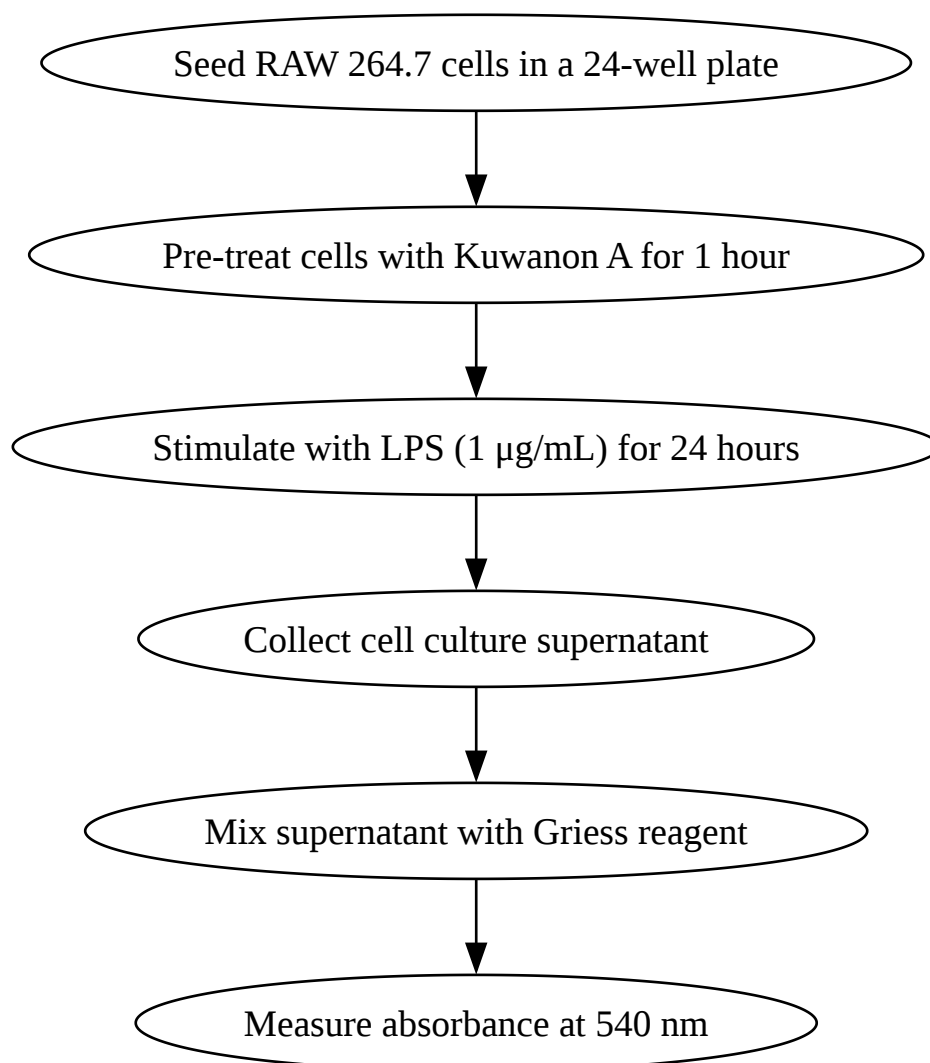 Seed RAW 264.7 cells in a 24-well plate
Pre-treat cells with Kuwanon A for 1 hour
Stimulate with LPS (1 μg/mL) for 24 hours
Collect cell culture supernatant
Mix supernatant with Griess reagent
Measure absorbance at 540 nm